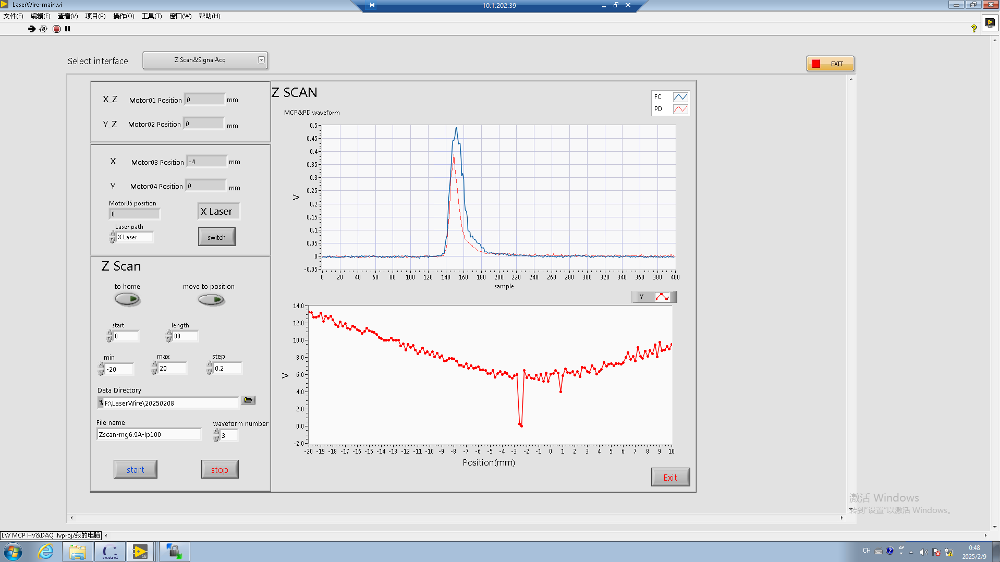 LaserWire-main.vi
10.1.202.39
文件(F) 编辑(E) 查看(V) 项目(P) 操作(O) 工具(T) 窗口(W) 帮助(H)
Select interface
Z Scan&SignalAcq
EXIT
X_Z Motor01 Position 0 mm
Y_Z Motor02 Position 0 mm
X Motor03 Position -4 mm
Y Motor04 Position 0 mm
Motor05 position
0
X Laser
Laser path
X Laser
switch
Z Scan
to home move to position
start length
0 80
min max step
-20 20 0.2
Data Directory
F:\LaserWire\20250208
File name waveform number
Zscan-mg6.9A-lp100 3
start stop
Z SCAN
MCP&PD waveform
FC
PD
0.5
0.45
0.4
0.35
0.3
0.25
0.2
0.15
0.1
0.05
0
-0.05
V
0 20 40 60 80 100 120 140 160 180 200 220 240 260 280 300 320 340 360 380 400
sample
Y
14.0
12.0
10.0
8.0
6.0
4.0
2.0
0.0
-2.0
V
-20 -19 -18 -17 -16 -15 -14 -13 -12 -11 -10 -9 -8 -7 -6 -5 -4 -3 -2 -1 0 1 2 3 4 5 6 7 8 9 10
Position(mm)
Exit
激活 Windows
转到"设置"以激活 Windows。
LW MCP HV&DAQ .lvproj/我的电脑
control
18
CH
0:48
2025/2/9